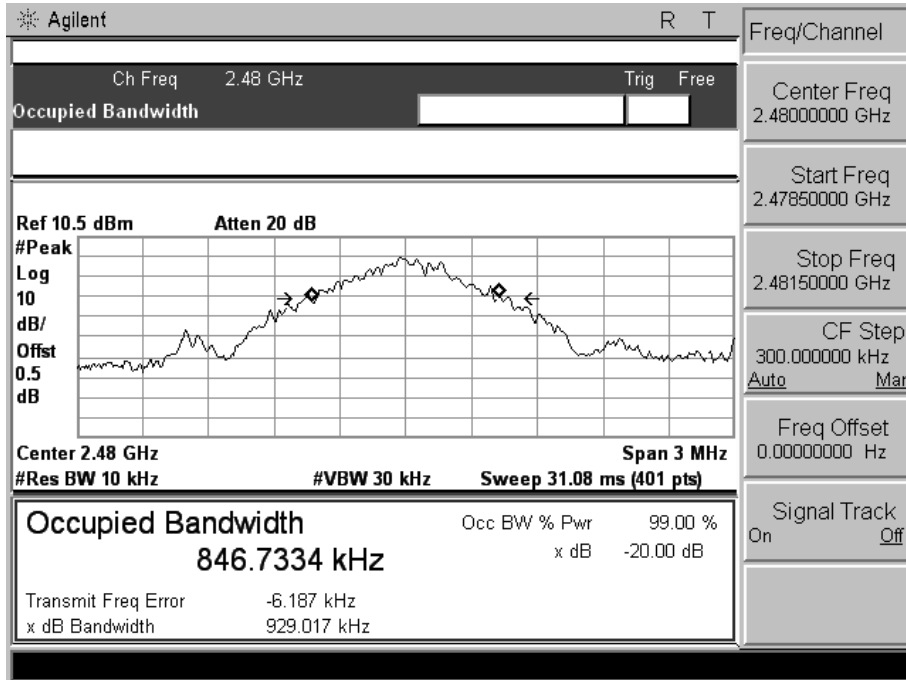 Agilent R T
Ch Freq 2.48 GHz Trig Free
Occupied Bandwidth
Ref 10.5 dBm Atten 20 dB
#Peak
Log
10
dB/
Offst
0.5
dB
Center 2.48 GHz Span 3 MHz
#Res BW 10 kHz #VBW 30 kHz Sweep 31.08 ms (401 pts)
Occupied Bandwidth
846.7334 kHz
Occ BW % Pwr 99.00 %
x dB -20.00 dB
Transmit Freq Error -6.187 kHz
x dB Bandwidth 929.017 kHz
Freq/Channel
Center Freq
2.48000000 GHz
Start Freq
2.47850000 GHz
Stop Freq
2.48150000 GHz
CF Step
300.000000 kHz
Auto Man
Freq Offset
0.00000000 Hz
Signal Track
On Off